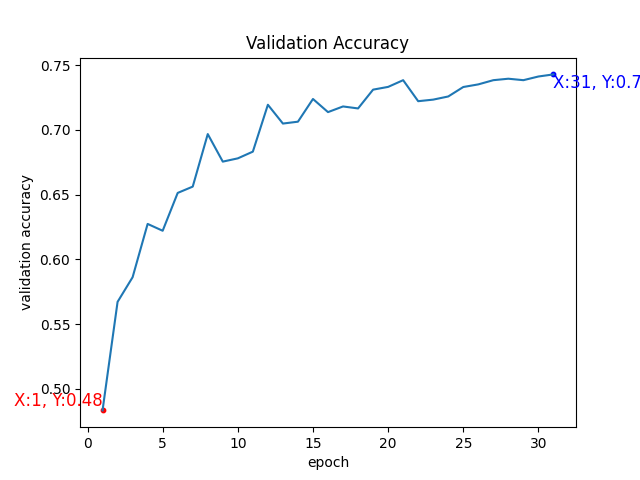 Validation Accuracy
validation accuracy
0.75
0.70
0.65
0.60
0.55
0.50
X:31, Y:0.7
X:1, Y:0.48
0 5 10 15 20 25 30
epoch